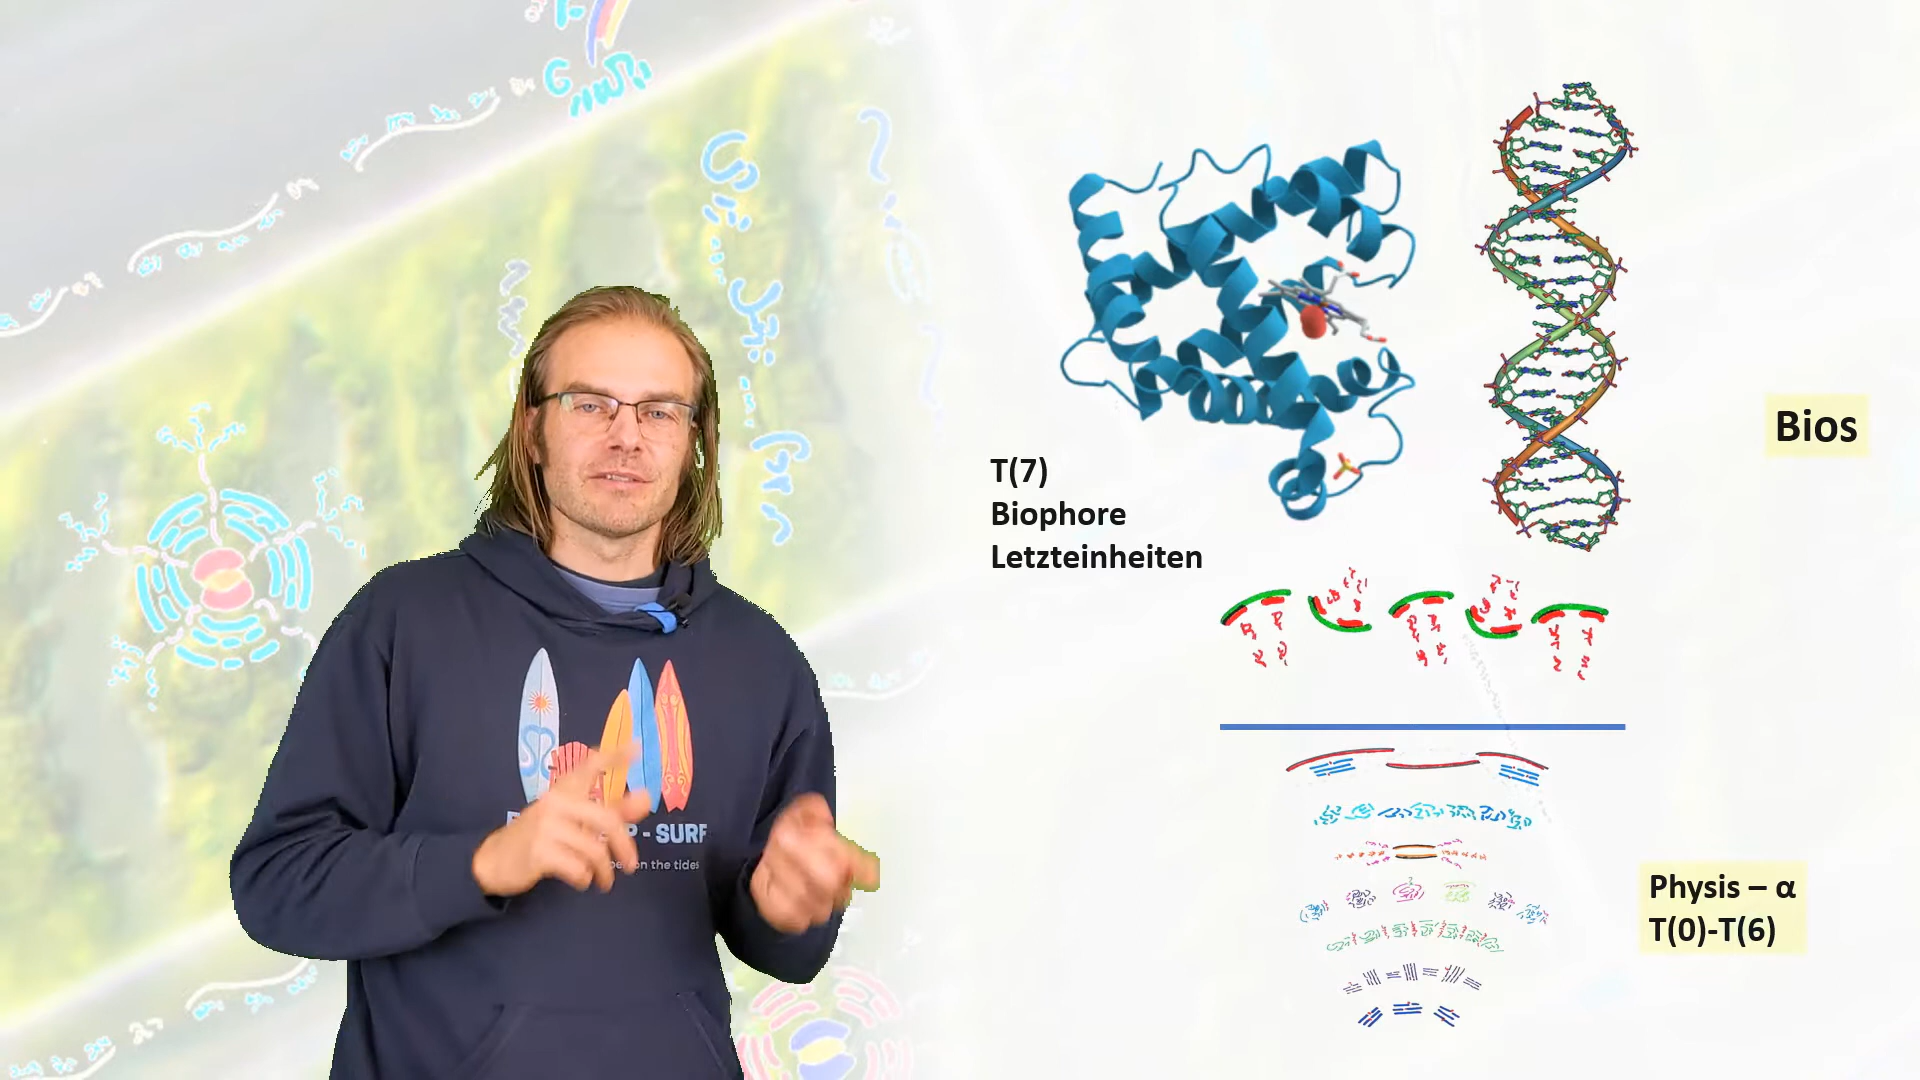 Bios
T(7)
Biophore
Letzteinheiten
- SURF
on the tides
Physis – α
T(0)-T(6)